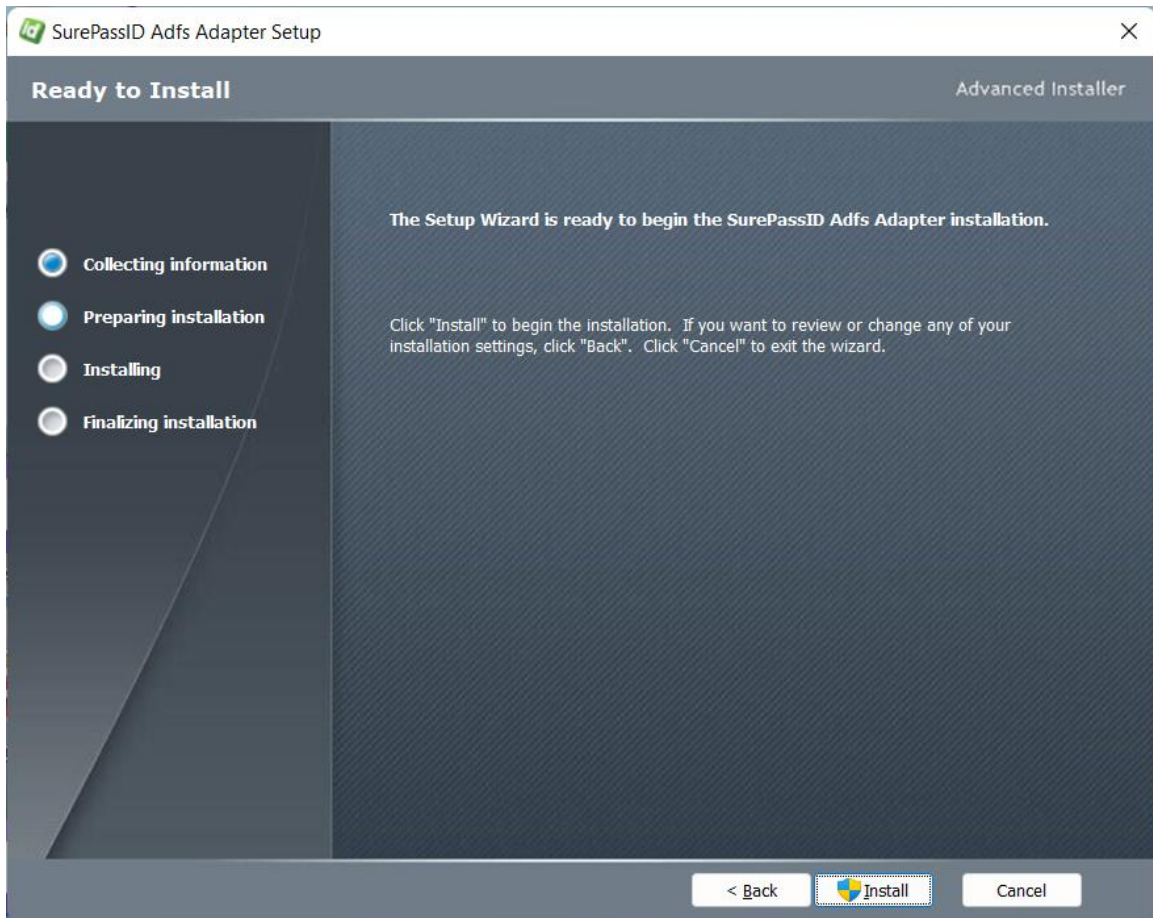 SurePassID Adfs Adapter Setup
Ready to Install
Advanced Installer
The Setup Wizard is ready to begin the SurePassID Adfs Adapter installation.
Collecting information
Preparing installation
Installing
Finalizing installation
Click "Install" to begin the installation.  If you want to review or change any of your
installation settings, click "Back".  Click "Cancel" to exit the wizard.
< Back
Install
Cancel